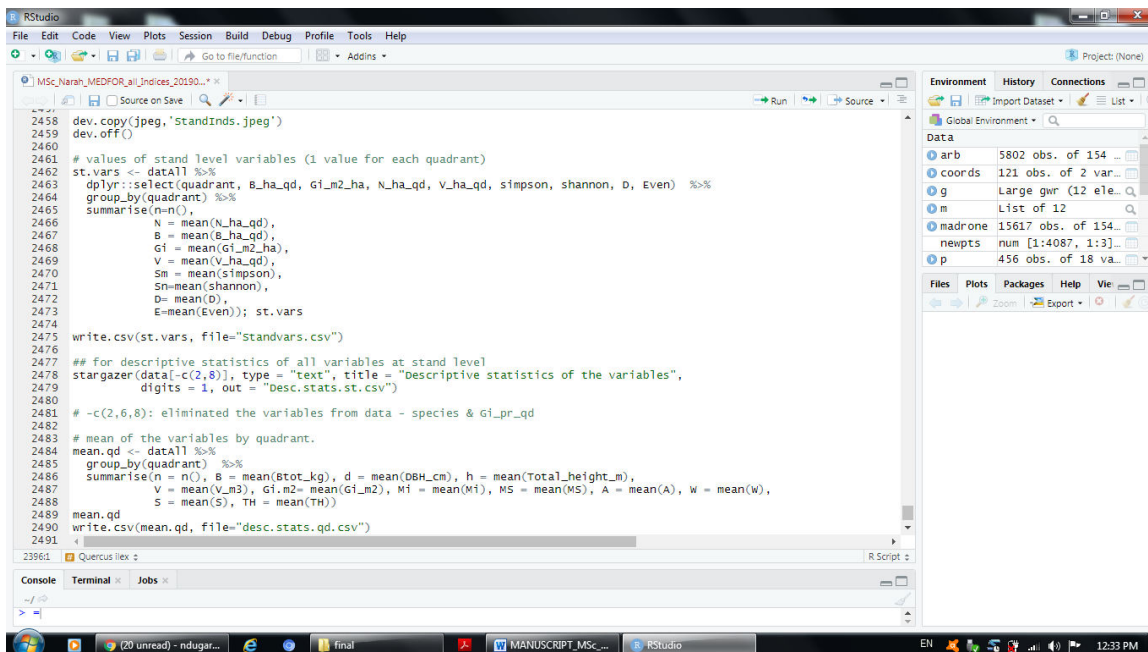 RStudio
File Edit Code View Plots Session Build Debug Profile Tools Help
Go to file/function Addins Project: (None)
MSc_Narah_MEDFOR_all_Indices_20190...*
Source on Save Run Source
2458 dev.copy(jpeg,'StandInds.jpeg')
2459 dev.off()
2460
2461 # values of stand level variables (1 value for each quadrant)
2462 st.vars <- datAll %>%
2463 dplyr::select(quadrant, B_ha_qd, Gi_m2_ha, N_ha_qd, V_ha_qd, simpson, shannon, D, Even) %>%
2464 group_by(quadrant) %>%
2465 summarise(n=n(),
2466 N = mean(N_ha_qd),
2467 B = mean(B_ha_qd),
2468 Gi = mean(Gi_m2_ha),
2469 V = mean(V_ha_qd),
2470 Sm = mean(simpson),
2471 Sn=mean(shannon),
2472 D= mean(D),
2473 E=mean(Even)); st.vars
2474
2475 write.csv(st.vars, file="Standvars.csv")
2476
2477 ## for descriptive statistics of all variables at stand level
2478 stargazer(data[-c(2,8)], type = "text", title = "Descriptive statistics of the variables",
2479 digits = 1, out = "Desc.stats.st.csv")
2480
2481 # -c(2,6,8): eliminated the variables from data - species & Gi_pr_qd
2482
2483 # mean of the variables by quadrant.
2484 mean.qd <- datAll %>%
2485 group_by(quadrant) %>%
2486 summarise(n = n(), B = mean(Btot_kg), d = mean(DBH_cm), h = mean(Total_height_m),
2487 V = mean(V_m3), Gi.m2= mean(Gi_m2), Mi = mean(Mi), MS = mean(MS), A = mean(A), W = mean(W),
2488 S = mean(S), TH = mean(TH))
2489 mean.qd
2490 write.csv(mean.qd, file="desc.stats.qd.csv")
2491
2396:1 Quercus ilex R Script
Console Terminal Jobs
~/
> =
Environment History Connections
Import Dataset List
Global Environment
Data
arb 5802 obs. of 154 ...
coords 121 obs. of 2 var...
g Large gwr (12 ele...
m List of 12
madrone 15617 obs. of 154...
newpts num [1:4087, 1:3]...
p 456 obs. of 18 va...
Files Plots Packages Help
Zoom Export
(20 unread) - ndugar... final MANUSCRIPT_MSc_... RStudio EN 12:33 PM